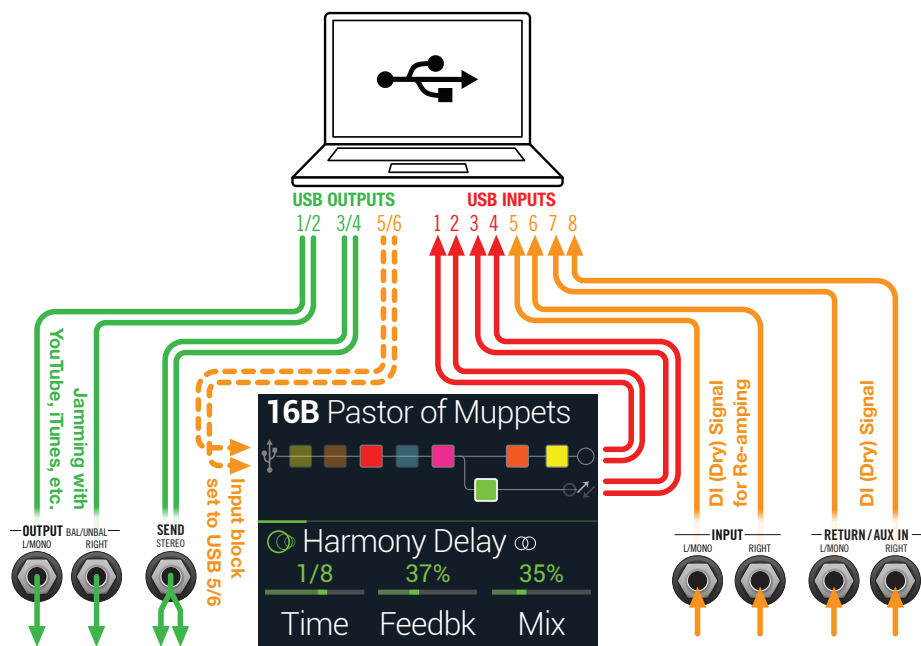 USB OUTPUTS
USB INPUTS
1/2 3/4 5/6
1 2 3 4 5 6 7 8
YouTube, iTunes, etc.
Jamming with
Input block
set to USB 5/6
16B Pastor of Muppets
Harmony Delay
1/8 37% 35%
Time Feedbk Mix
DI (Dry) Signal
for Re-amping
DI (Dry) Signal
OUTPUT BAL/UNBAL
L/MONO RIGHT
SEND
STEREO
INPUT
L/MONO RIGHT
RETURN/AUX IN
L/MONO RIGHT